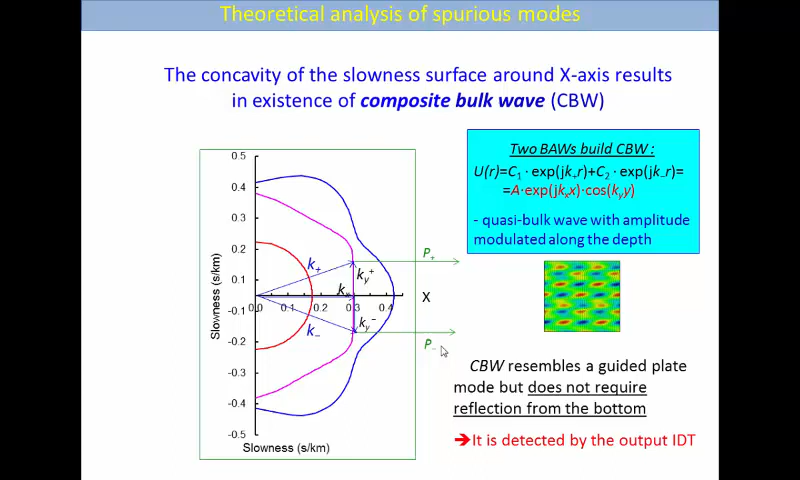 Theoretical analysis of spurious modes
The concavity of the slowness surface around X-axis results
in existence of composite bulk wave (CBW)
Two BAWs build CBW :
U(r)=C₁ · exp(jk₊r)+C₂ · exp(jk₋r)=
=A·exp(jkₓx)·cos(kᵧy)
- quasi-bulk wave with amplitude
modulated along the depth
0.5
0.4
0.3
0.2
0.1
0.0 0.1 0.2 0.3 0.4
-0.1
-0.2
-0.3
-0.4
-0.5
Slowness (s/km)
Slowness (s/km)
k₊
kₓ
kᵧ⁺
k₋
kᵧ⁻
P₊
X
P₋
CBW resembles a guided plate
mode but does not require
reflection from the bottom
➔It is detected by the output IDT